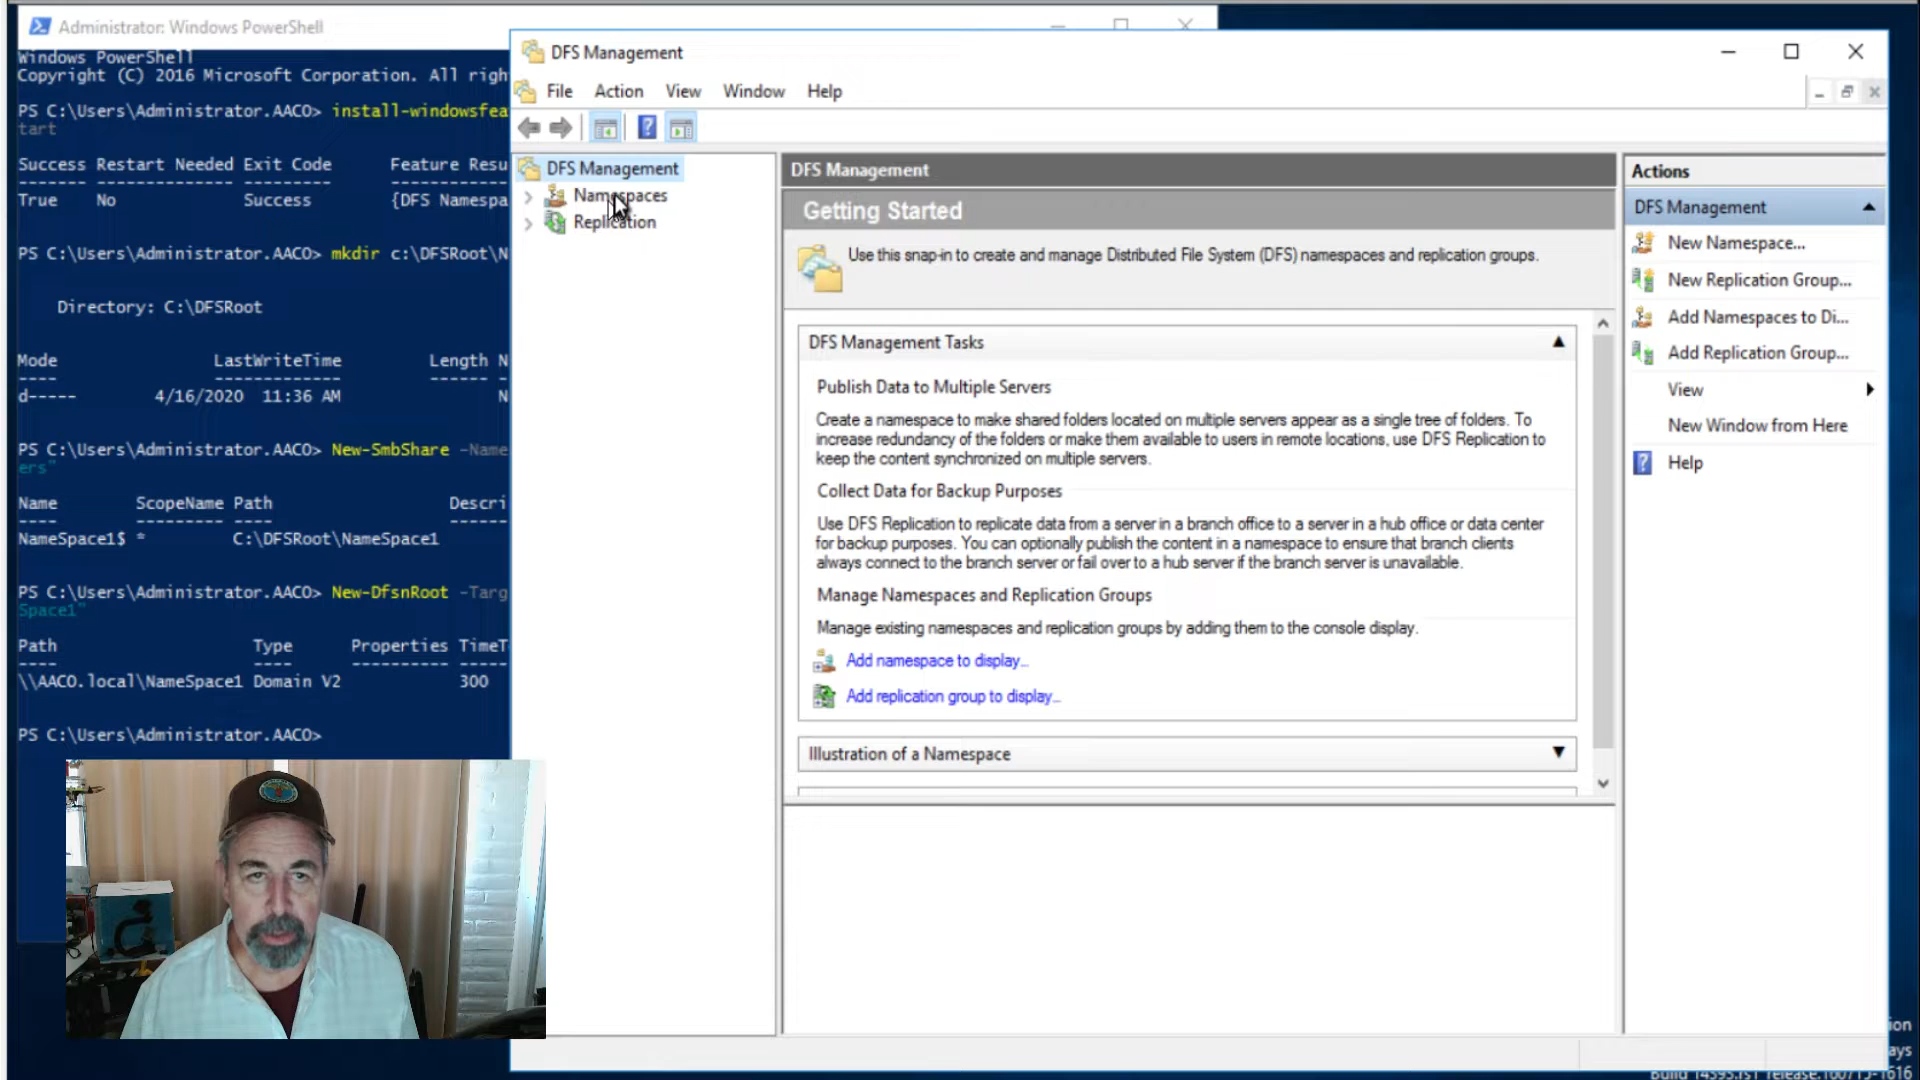 Administrator: Windows PowerShell
Windows PowerShell
Copyright (C) 2016 Microsoft Corporation. All righ
PS C:\Users\Administrator.AACO> install-windowsfea
tart
Success Restart Needed Exit Code Feature Resu
True No Success {DFS Namespa
PS C:\Users\Administrator.AACO> mkdir c:\DFSRoot\N
Directory: C:\DFSRoot
Mode LastWriteTime Length N
d----- 4/16/2020 11:36 AM N
PS C:\Users\Administrator.AACO> New-SmbShare -Name
ers"
Name ScopeName Path Descri
NameSpace1$ * C:\DFSRoot\NameSpace1
PS C:\Users\Administrator.AACO> New-DfsnRoot -Targ
Space1"
Path Type Properties TimeT
\\AACO.local\NameSpace1 Domain V2 300
PS C:\Users\Administrator.AACO>
DFS Management
File Action View Window Help
DFS Management
Namespaces
Replication
DFS Management
Getting Started
Use this snap-in to create and manage Distributed File System (DFS) namespaces and replication groups.
DFS Management Tasks
Publish Data to Multiple Servers
Create a namespace to make shared folders located on multiple servers appear as a single tree of folders. To
increase redundancy of the folders or make them available to users in remote locations, use DFS Replication to
keep the content synchronized on multiple servers.
Collect Data for Backup Purposes
Use DFS Replication to replicate data from a server in a branch office to a server in a hub office or data center
for backup purposes. You can optionally publish the content in a namespace to ensure that branch clients
always connect to the branch server or fail over to a hub server if the branch server is unavailable.
Manage Namespaces and Replication Groups
Manage existing namespaces and replication groups by adding them to the console display.
Add namespace to display...
Add replication group to display...
Illustration of a Namespace
Actions
DFS Management
New Namespace...
New Replication Group...
Add Namespaces to Di...
Add Replication Group...
View
New Window from Here
Help
ion
ays